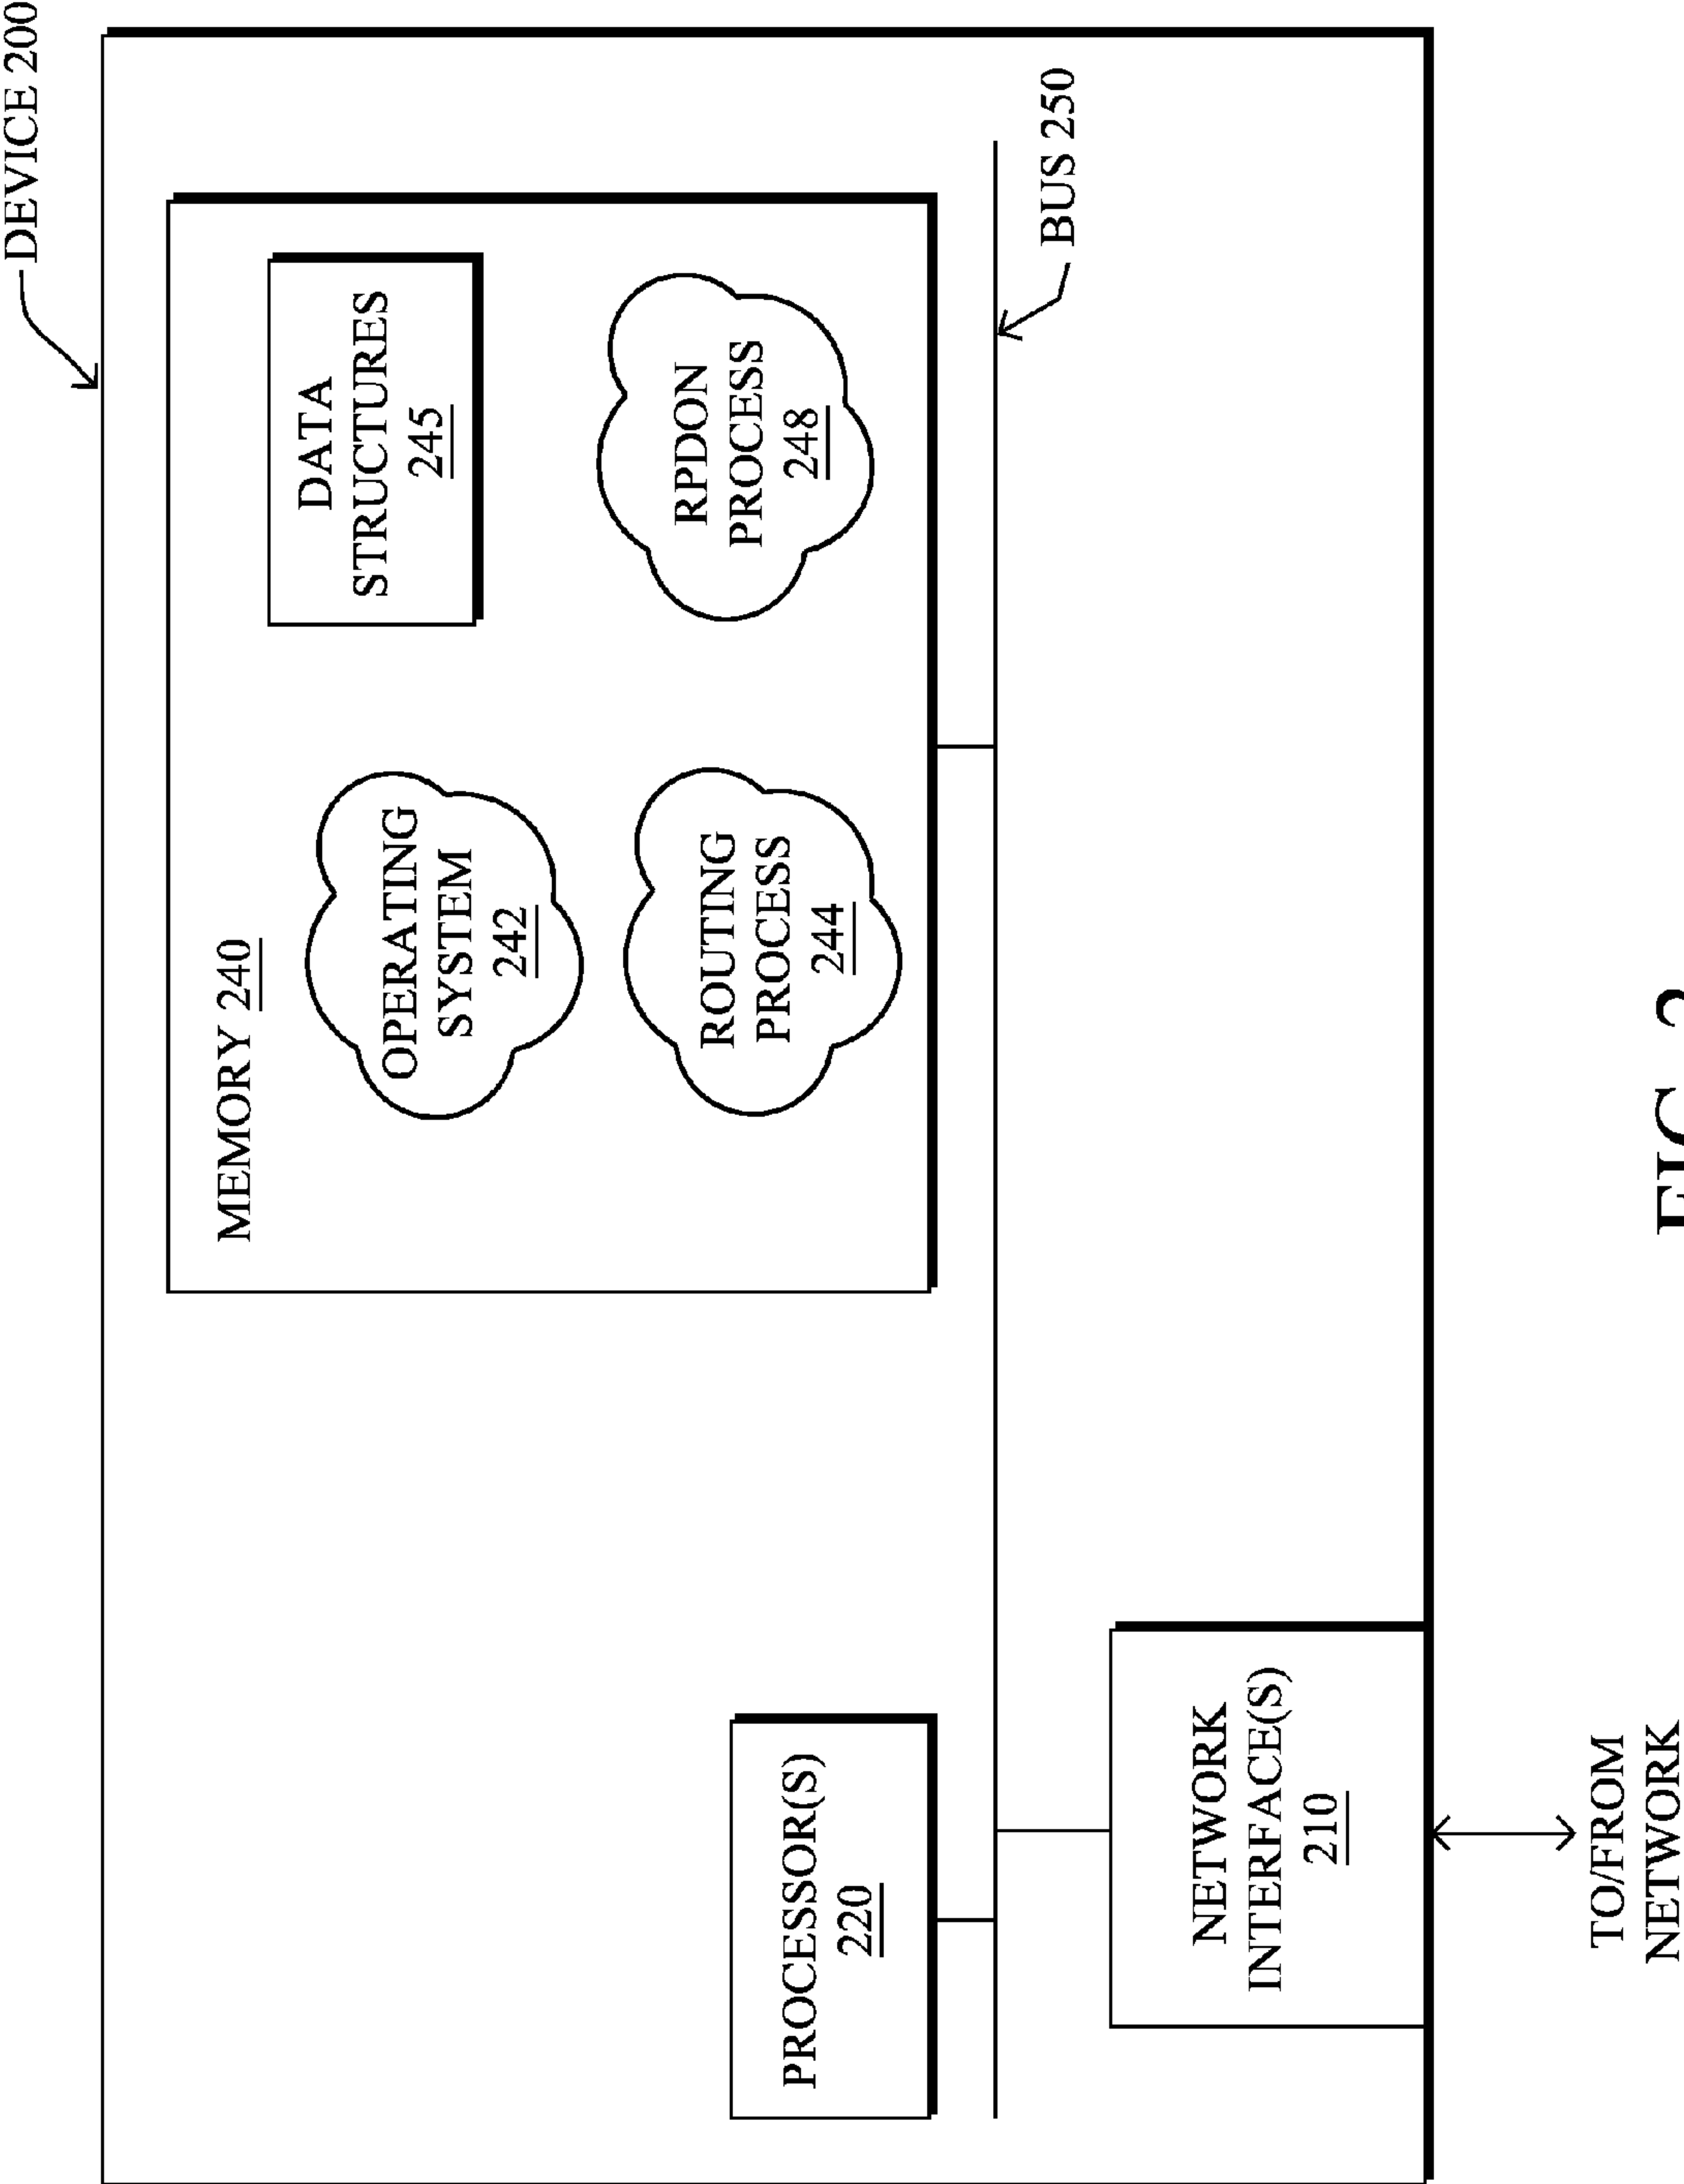 DEVICE 200
MEMORY 240
OPERATING
SYSTEM
242
DATA
STRUCTURES
245
ROUTING
PROCESS
244
RPDON
PROCESS
248
PROCESSOR(S)
220
BUS 250
NETWORK
INTERFACE(S)
210
TO/FROM
NETWORK